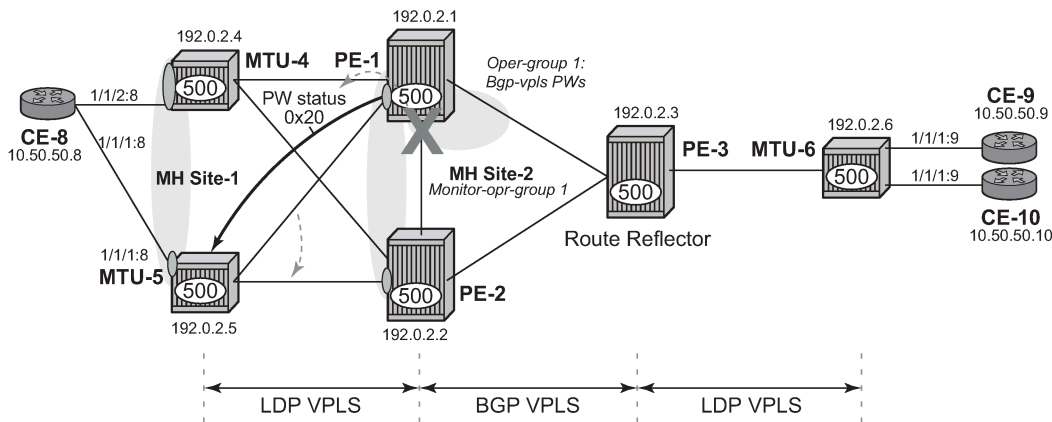 192.0.2.1
192.0.2.4
MTU-4
PE-1
Oper-group 1:
Bgp-vpls PWs
500
500
PW status
0x20
CE-8
10.50.50.8
1/1/2:8
1/1/1:8
192.0.2.3
PE-3
MTU-6
192.0.2.6
CE-9
10.50.50.9
1/1/1:9
1/1/1:9
CE-10
10.50.50.10
500
500
X
MH Site-1
MH Site-2
Monitor-opr-group 1
Route Reflector
1/1/1:8
MTU-5
500
192.0.2.5
500
PE-2
192.0.2.2
LDP VPLS
BGP VPLS
LDP VPLS